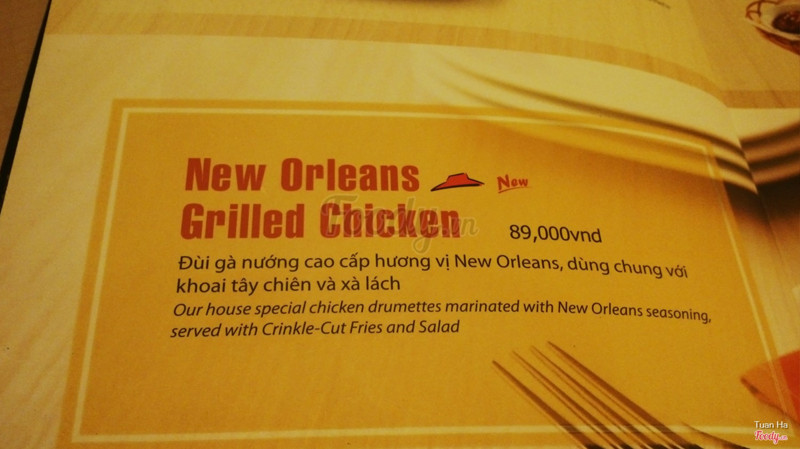 New Orleans New
Grilled Chicken 89,000vnd
Đùi gà nướng cao cấp hương vị New Orleans, dùng chung với
khoai tây chiên và xà lách
Our house special chicken drumettes marinated with New Orleans seasoning,
served with Crinkle-Cut Fries and Salad
Foody.vn
Tuan Ha
Foody.vn